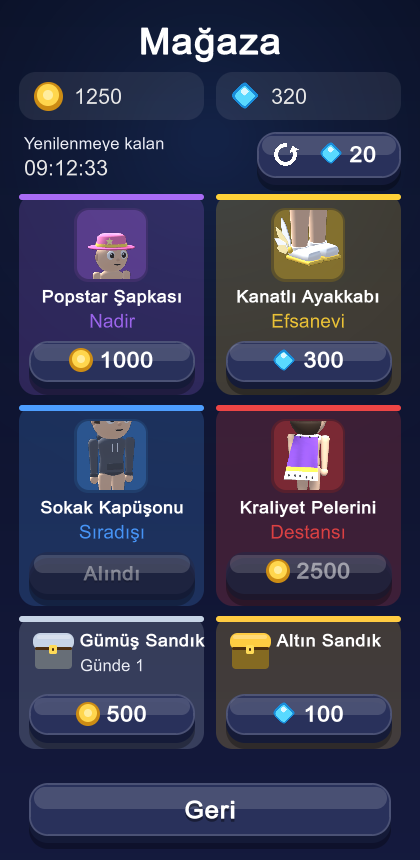 Mağaza
1250
320
Yenilenmeye kalan
09:12:33
20
Popstar Şapkası
Nadir
1000
Kanatlı Ayakkabı
Efsanevi
300
Sokak Kapüşonu
Sıradışı
Alındı
Kraliyet Pelerini
Destansı
2500
Gümüş Sandık
Günde 1
500
Altın Sandık
100
Geri